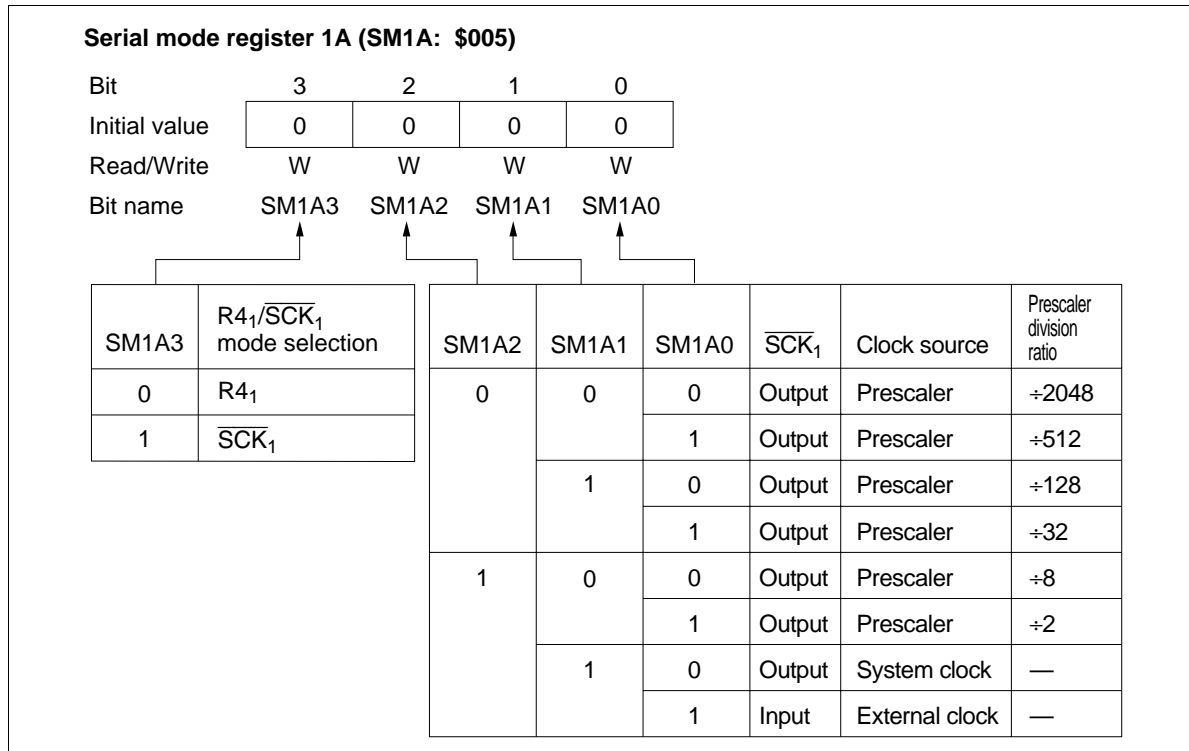 Serial mode register 1A (SM1A: $005)
Bit 3 2 1 0
Initial value 0 0 0 0
Read/Write W W W W
Bit name SM1A3 SM1A2 SM1A1 SM1A0
SM1A3 R4₁/S̅C̅K̅₁ mode selection
0 R4₁
1 S̅C̅K̅₁
SM1A2 SM1A1 SM1A0 S̅C̅K̅₁ Clock source Prescaler division ratio
0 0 0 Output Prescaler ÷2048
1 Output Prescaler ÷512
1 0 Output Prescaler ÷128
1 Output Prescaler ÷32
1 0 0 Output Prescaler ÷8
1 Output Prescaler ÷2
1 0 Output System clock —
1 Input External clock —